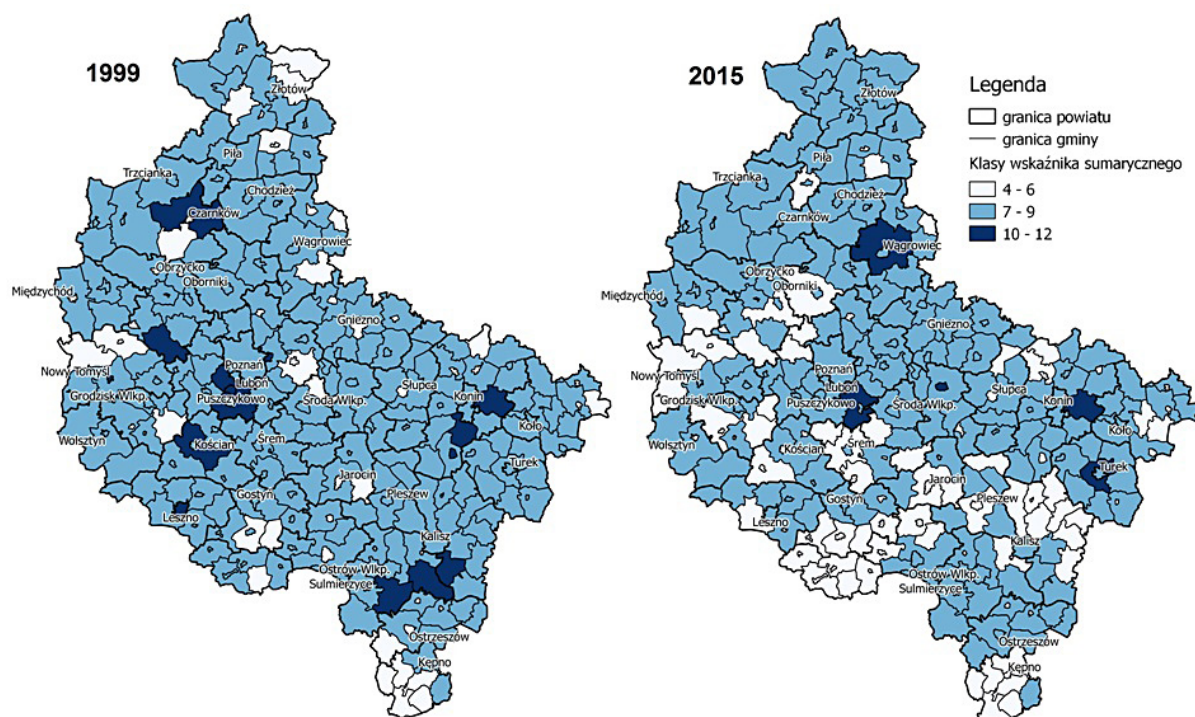 1999
Złotów
Piła
Trzcianka
Chodzież
Czarnków
Wągrowiec
Obrzyćko
Oborniki
Międzychód
Gniezno
Poznań
Nowy Tomyśl
Luboń
Słupca
Konin
Grodzisk Wlkp.
Puszczykowo
Środa Wlkp.
Koło
Wolsztyn
Kościan
Śrem
Turek
Jarocin
Gostyń
Pleszew
Leszno
Kalisz
Ostrów Wlkp.
Sulmierzyce
Ostrzeszów
Kępno
2015
Złotów
Piła
Trzcianka
Chodzież
Czarnków
Wągrowiec
Obrzyćko
Oborniki
Międzychód
Gniezno
Poznań
Nowy Tomyśl
Luboń
Słupca
Konin
Grodzisk Wlkp.
Puszczykowo
Środa Wlkp.
Koło
Wolsztyn
Kościan
Śrem
Turek
Jarocin
Gostyń
Pleszew
Leszno
Kalisz
Ostrów Wlkp.
Sulmierzyce
Ostrzeszów
Kępno
Legenda
granica powiatu
granica gminy
Klasy wskaźnika sumarycznego
4 - 6
7 - 9
10 - 12